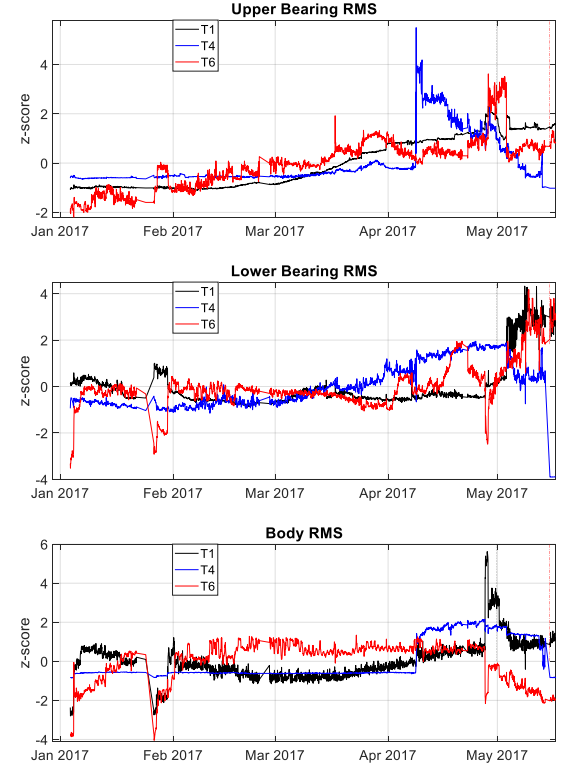 Upper Bearing RMS
T1
T4
T6
z-score
4
2
0
-2
Jan 2017 Feb 2017 Mar 2017 Apr 2017 May 2017
Lower Bearing RMS
T1
T4
T6
z-score
4
2
0
-2
-4
Jan 2017 Feb 2017 Mar 2017 Apr 2017 May 2017
Body RMS
T1
T4
T6
z-score
6
4
2
0
-2
-4
Jan 2017 Feb 2017 Mar 2017 Apr 2017 May 2017